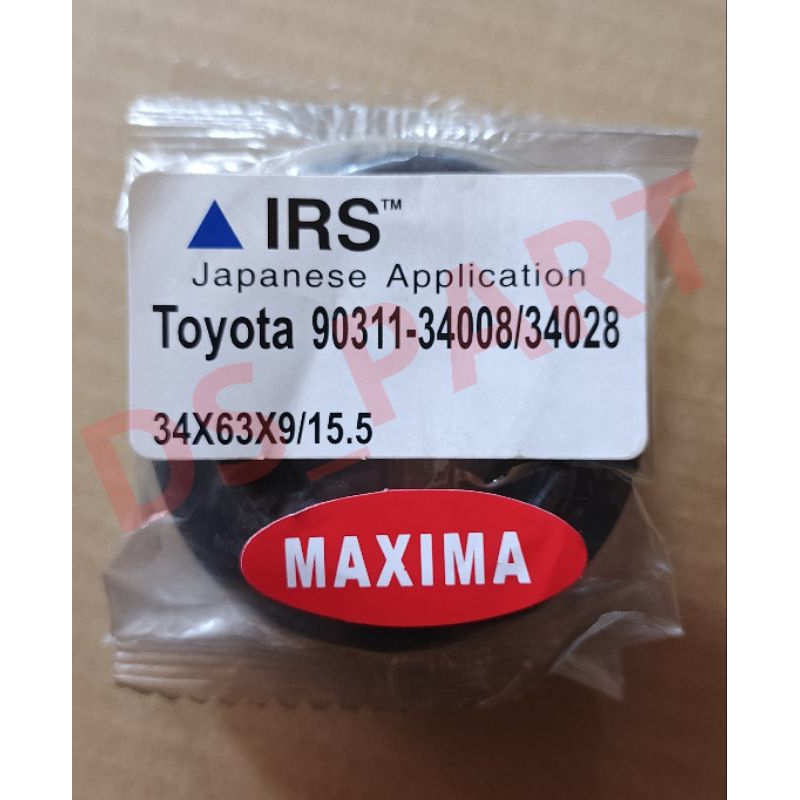 IRS™
Japanese Application
Toyota 90311-34008/34028
34X63X9/15.5
MAXIMA
DS_PART